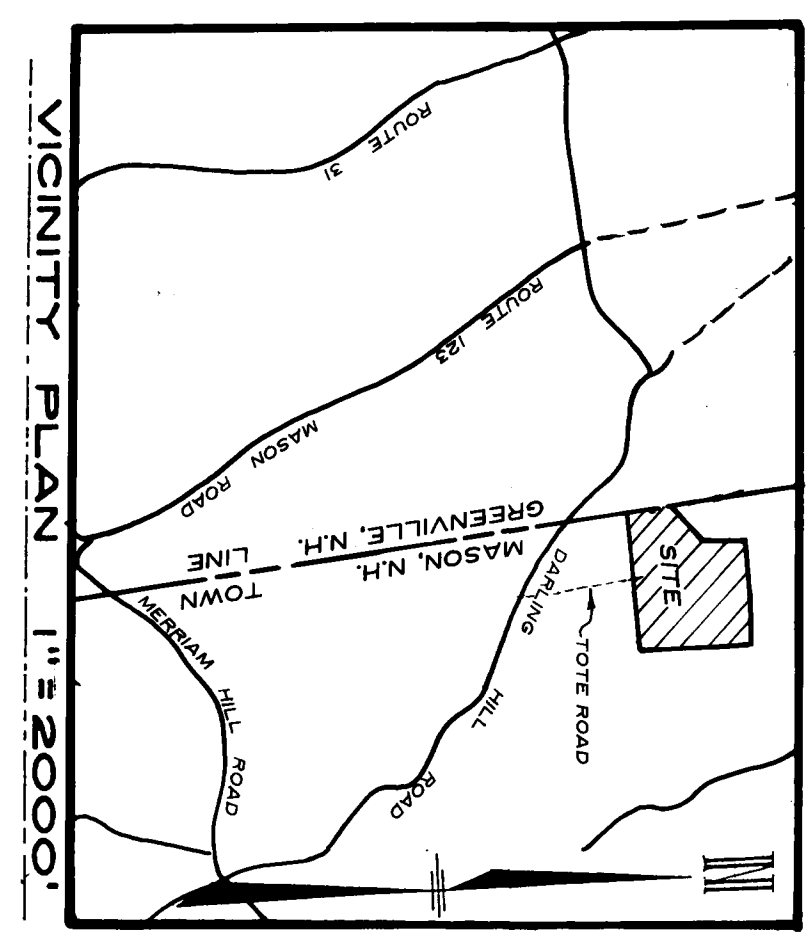 ROUTE 31
ROUTE 123
MASON ROAD
GREENVILLE, N.H.
MASON, N.H.
TOWN
LINE
MERRIAM HILL ROAD
DARLING HILL ROAD
SITE
TOTE ROAD
N
VICINITY PLAN 1"=2000'